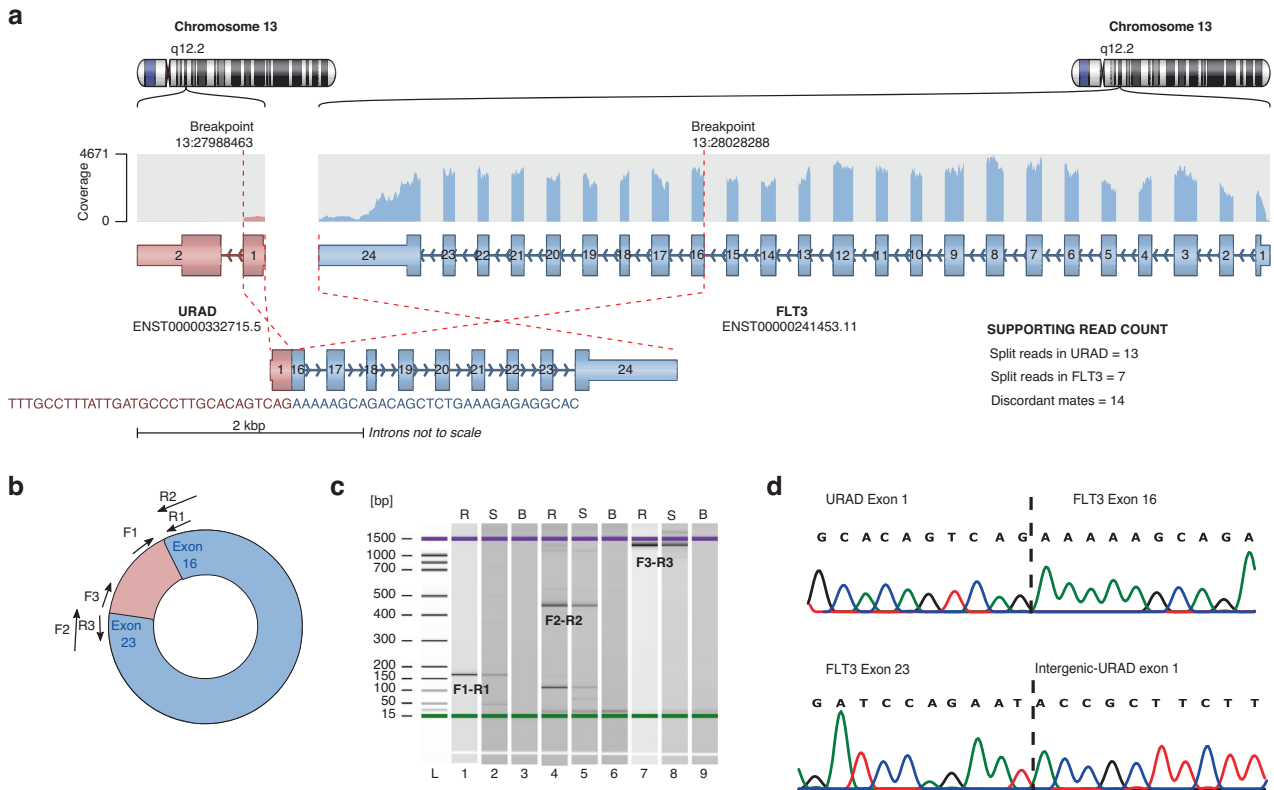 a
Chromosome 13
q12.2
Chromosome 13
q12.2
Breakpoint
13:27988463
Breakpoint
13:28028288
4671
0
Coverage
2 1
24 23 22 21 20 19 18 17 16 15 14 13 12 11 10 9 8 7 6 5 4 3 2 1
URAD
ENST00000332715.5
FLT3
ENST00000241453.11
SUPPORTING READ COUNT
Split reads in URAD = 13
Split reads in FLT3 = 7
Discordant mates = 14
1 16 17 18 19 20 21 22 23 24
TTTGCCTTTATTGATGCCCTTGCACAGTCAGAAAAAGCAGACAGCTCTGAAAGAGAGGCAC
2 kbp
Introns not to scale
b
R2
R1
F1
Exon
16
F3
R3
F2
Exon
23
c
[bp]
R S B R S B R S B
1500
1000
700
500
400
300
200
150
100
50
15
F3-R3
F2-R2
F1-R1
L 1 2 3 4 5 6 7 8 9
d
URAD Exon 1
FLT3 Exon 16
G C A C A G T C A G A A A A A G C A G A
FLT3 Exon 23
Intergenic-URAD exon 1
G A T C C A G A A T A C C G C T T C T T